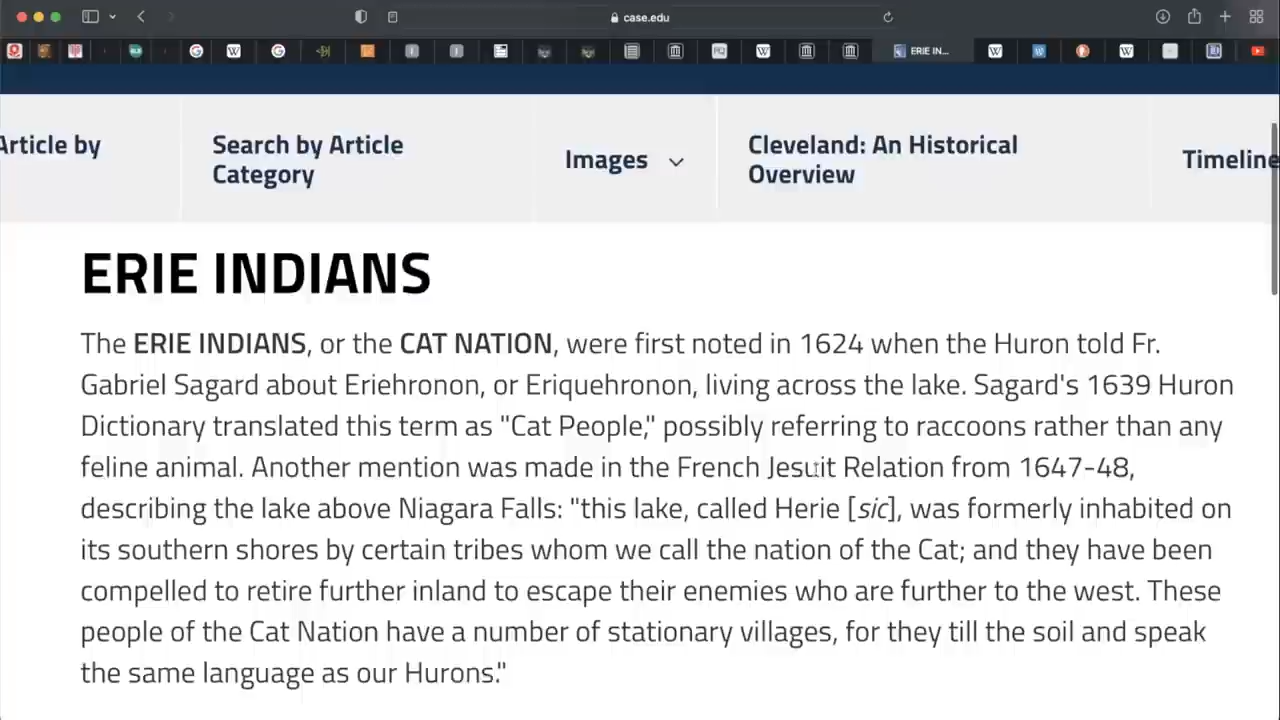 case.edu
ERIE IN...
Article by
Search by Article
Category
Images
Cleveland: An Historical
Overview
Timeline
ERIE INDIANS
The ERIE INDIANS, or the CAT NATION, were first noted in 1624 when the Huron told Fr.
Gabriel Sagard about Eriehronon, or Eriquehronon, living across the lake. Sagard's 1639 Huron
Dictionary translated this term as "Cat People," possibly referring to raccoons rather than any
feline animal. Another mention was made in the French Jesuit Relation from 1647-48,
describing the lake above Niagara Falls: "this lake, called Herie [sic], was formerly inhabited on
its southern shores by certain tribes whom we call the nation of the Cat; and they have been
compelled to retire further inland to escape their enemies who are further to the west. These
people of the Cat Nation have a number of stationary villages, for they till the soil and speak
the same language as our Hurons."